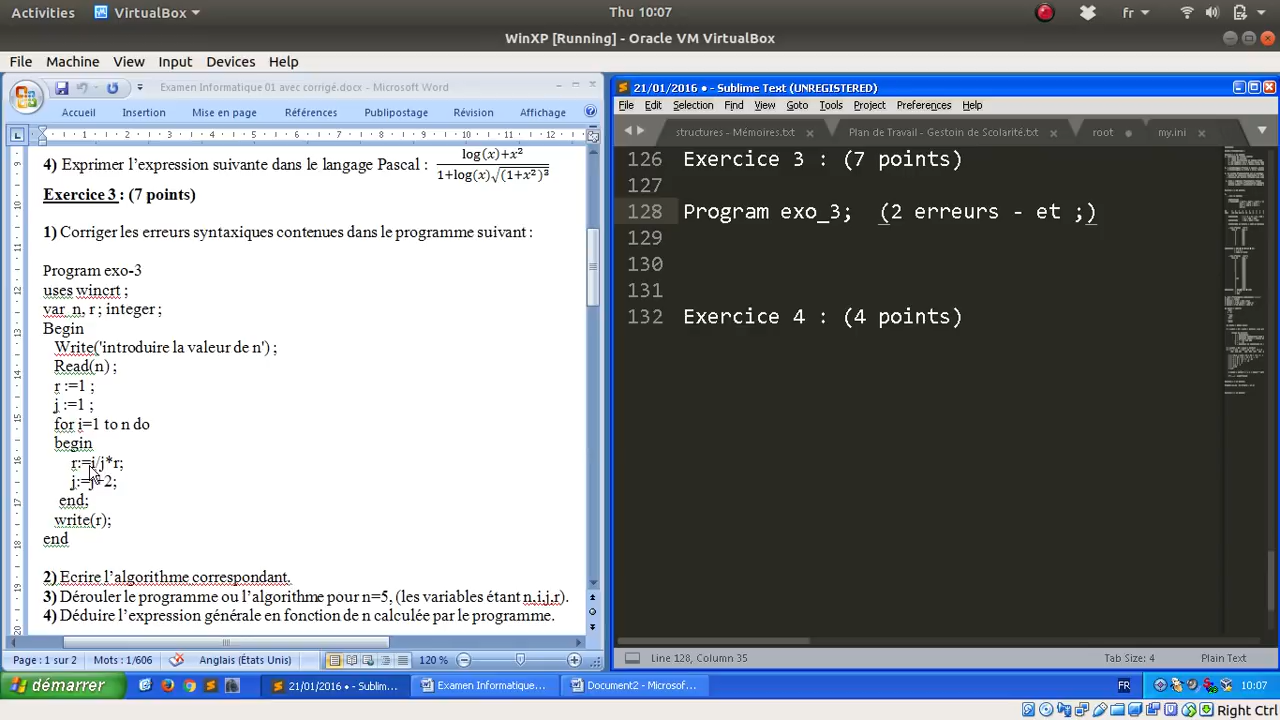 Activities VirtualBox Thu 10:07 fr
WinXP [Running] - Oracle VM VirtualBox
File Machine View Input Devices Help
Examen Informatique 01 avec corrigé.docx - Microsoft Word
Accueil Insertion Mise en page Références Publipostage Révision Affichage
4) Exprimer l'expression suivante dans le langage Pascal : log(x)+x² / 1+log(x)√(1+x²)³
Exercice 3 : (7 points)
1) Corriger les erreurs syntaxiques contenues dans le programme suivant :
Program exo-3
uses wincrt ;
var n, r ; integer ;
Begin
Write('introduire la valeur de n') ;
Read(n) ;
r :=1 ;
j :=1 ;
for i=1 to n do
begin
r:=i/j*r;
j:=j+2;
end;
write(r);
end
2) Ecrire l'algorithme correspondant.
3) Dérouler le programme ou l'algorithme pour n=5, (les variables étant n,i,j,r).
4) Déduire l'expression générale en fonction de n calculée par le programme.
Page : 1 sur 2 Mots : 1/606 Anglais (États Unis) 120 %
21/01/2016 • - Sublime Text (UNREGISTERED)
File Edit Selection Find View Goto Tools Project Preferences Help
structures – Mémoires.txt Plan de Travail - Gestoin de Scolarité.txt root my.ini
126 Exercice 3 : (7 points)
127
128 Program exo_3; (2 erreurs - et ;)
129
130
131
132 Exercice 4 : (4 points)
Line 128, Column 35 Tab Size: 4 Plain Text
démarrer 21/01/2016 • - Sublim... Examen Informatique... Document2 - Microsof... FR 10:07
Right Ctrl